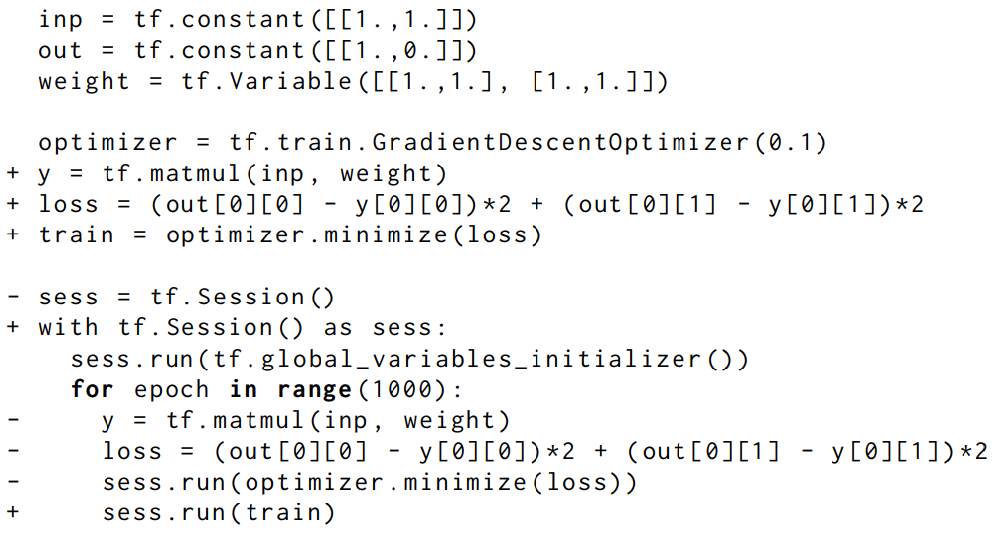 inp = tf.constant([[1.,1.]])
out = tf.constant([[1.,0.]])
weight = tf.Variable([[1.,1.], [1.,1.]])
optimizer = tf.train.GradientDescentOptimizer(0.1)
+ y = tf.matmul(inp, weight)
+ loss = (out[0][0] - y[0][0])*2 + (out[0][1] - y[0][1])*2
+ train = optimizer.minimize(loss)
- sess = tf.Session()
+ with tf.Session() as sess:
sess.run(tf.global_variables_initializer())
for epoch in range(1000):
- y = tf.matmul(inp, weight)
- loss = (out[0][0] - y[0][0])*2 + (out[0][1] - y[0][1])*2
- sess.run(optimizer.minimize(loss))
+ sess.run(train)